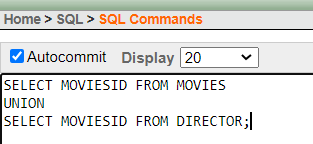 Home > SQL > SQL Commands
Autocommit Display 20
SELECT MOVIESID FROM MOVIES
UNION
SELECT MOVIESID FROM DIRECTOR;